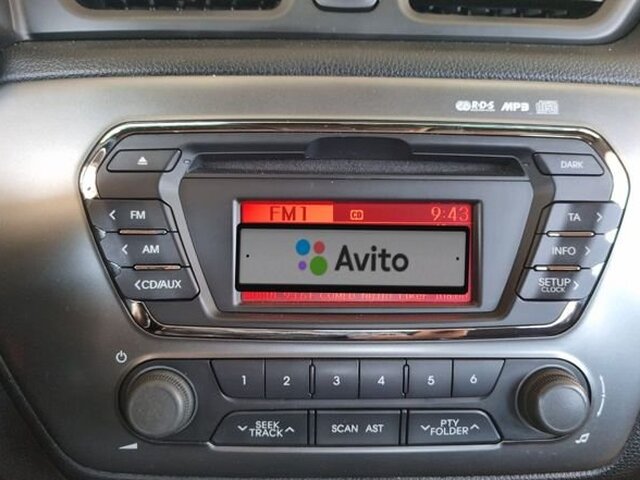 R·D·S MP3
DARK
FM1 CD 9:43
FM
TA
AM
Avito
INFO
CD/AUX
SETUP
CLOCK
1 2 3 4 5 6
SEEK
TRACK
SCAN AST
PTY
FOLDER